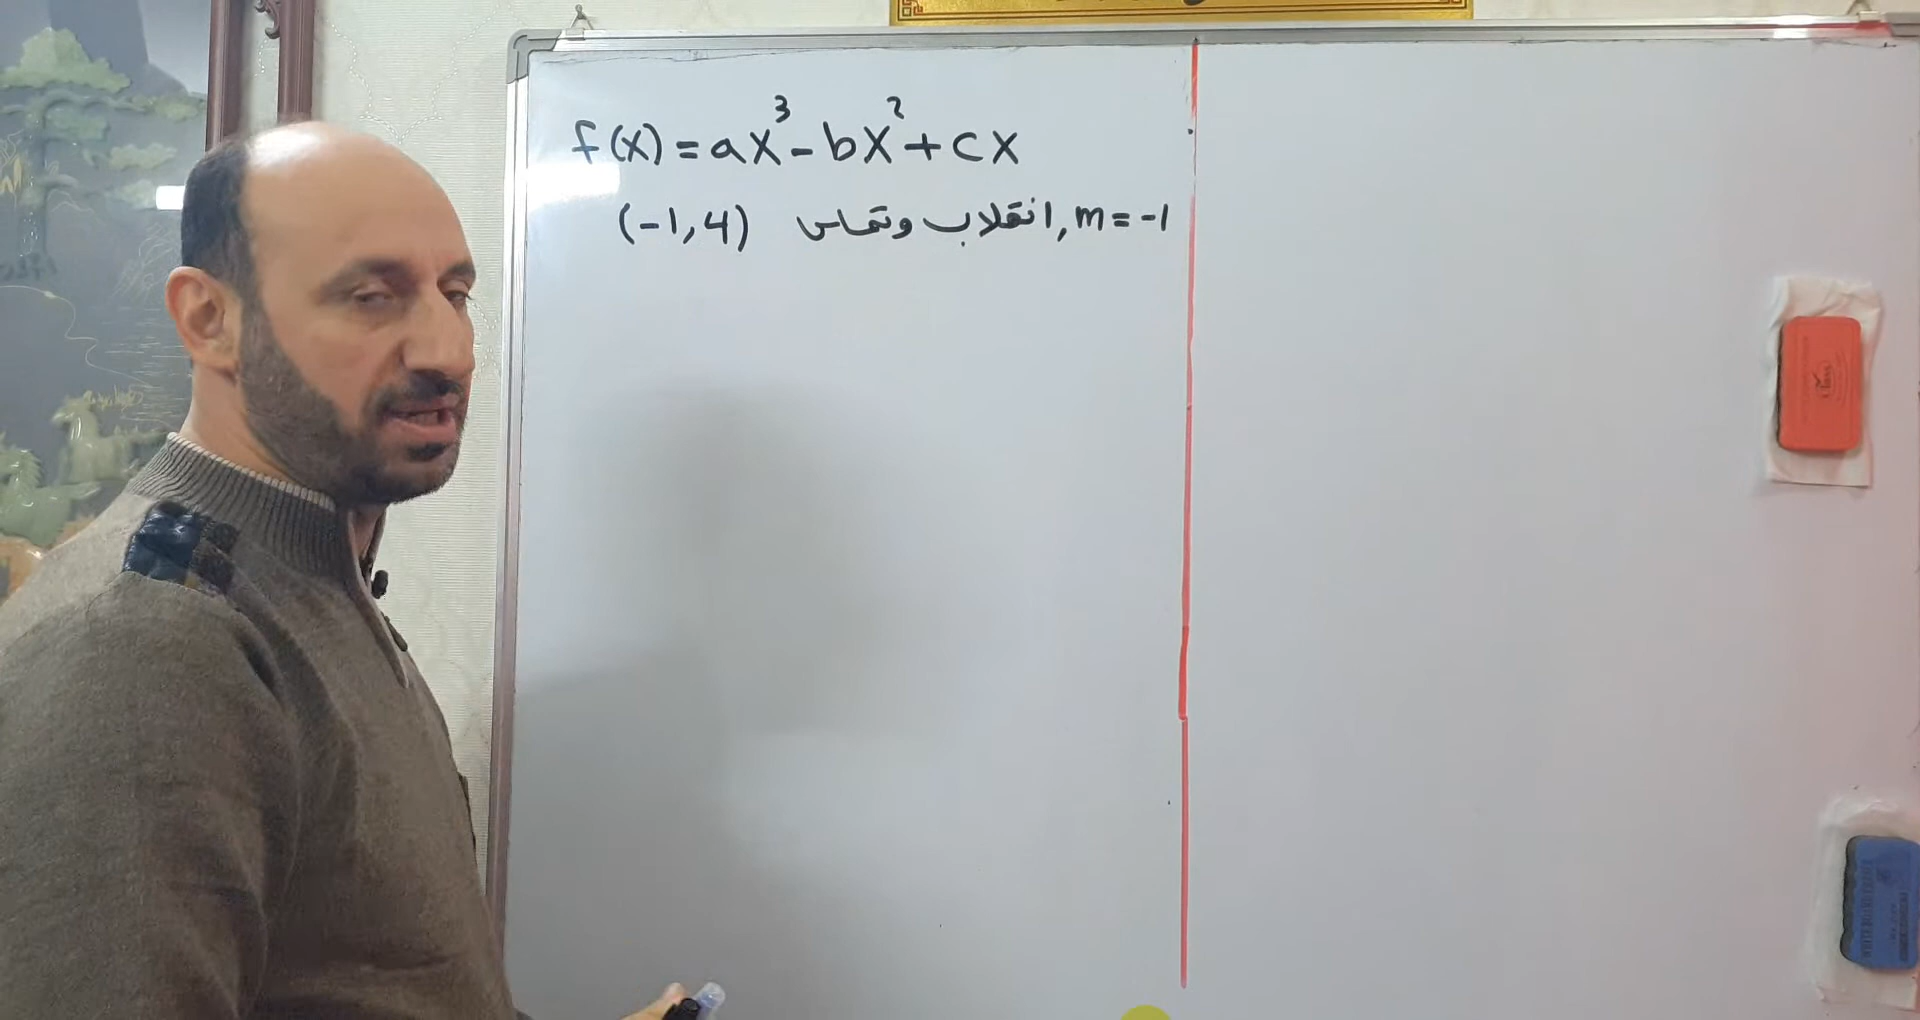 f(x) = ax³ - bx² + cx
(-1,4) انقلاب وتماس , m = -1